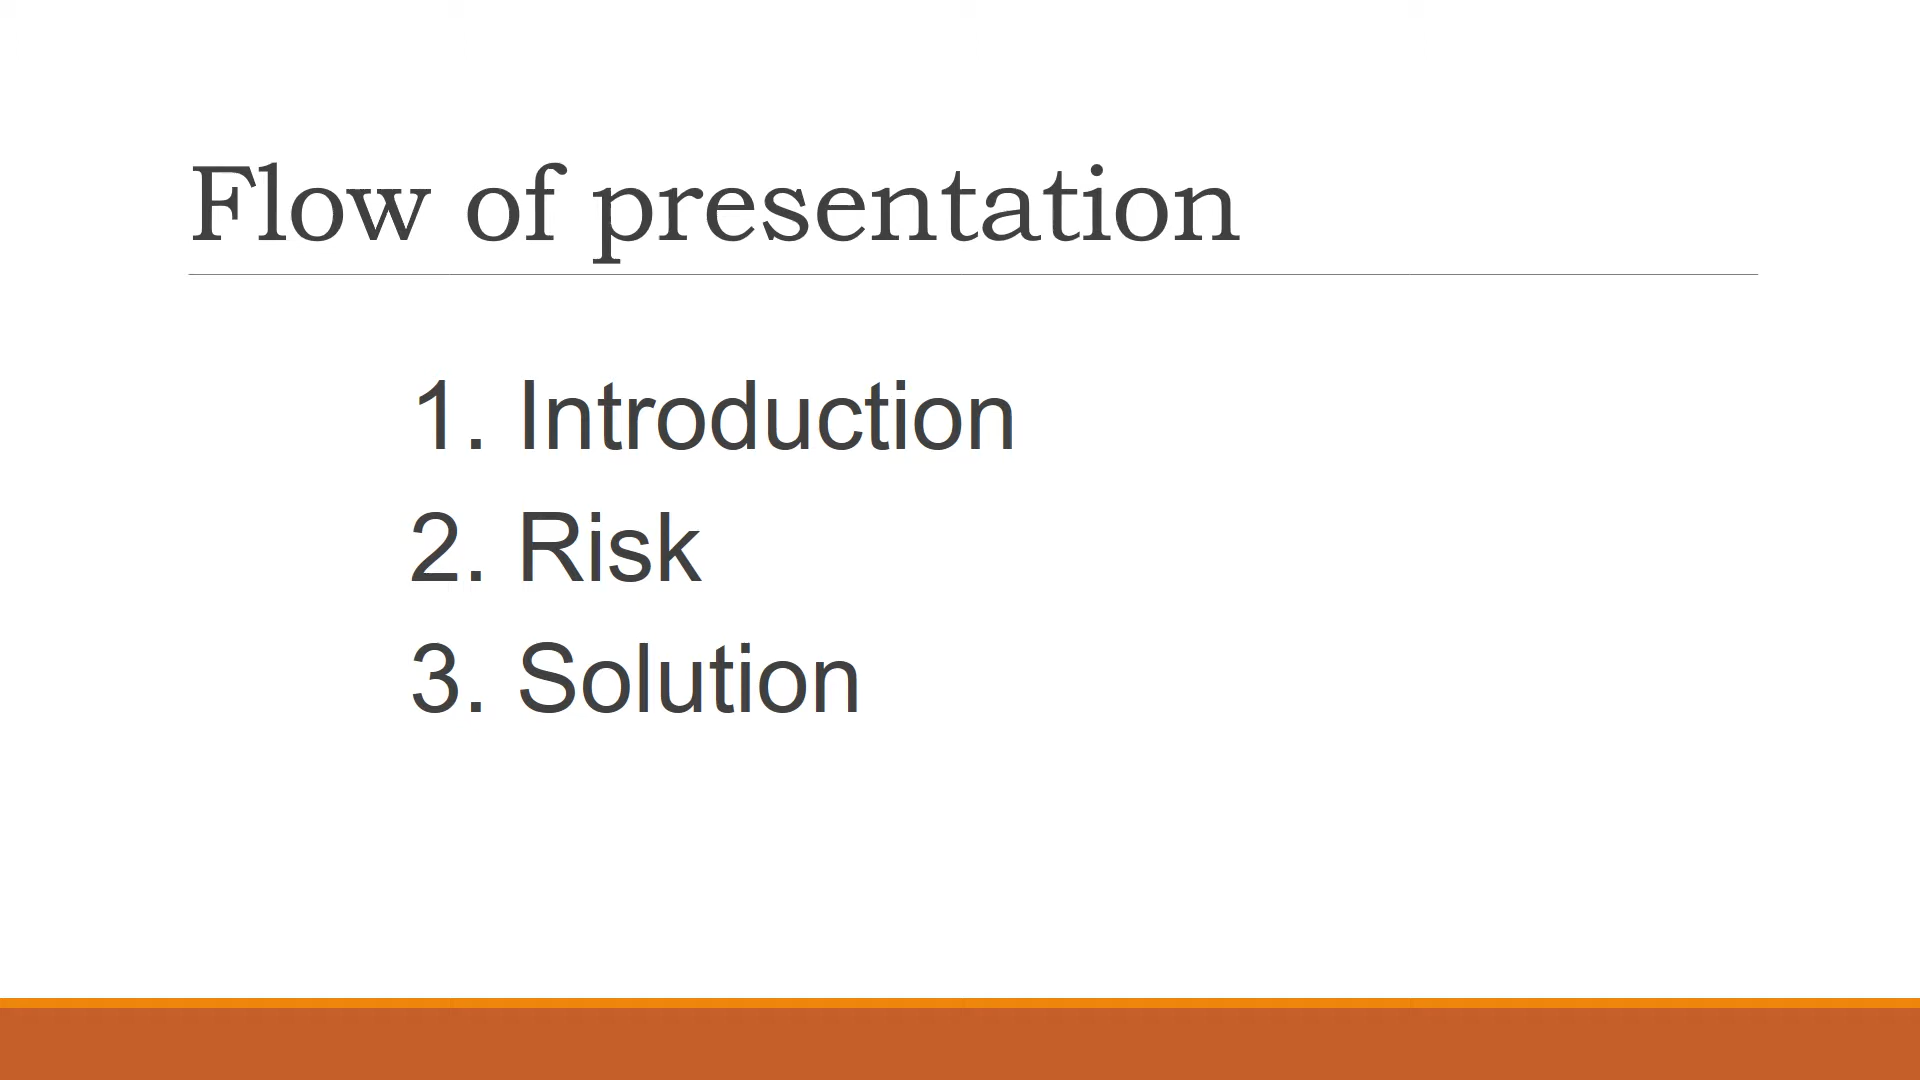 Flow of presentation
1. Introduction
2. Risk
3. Solution